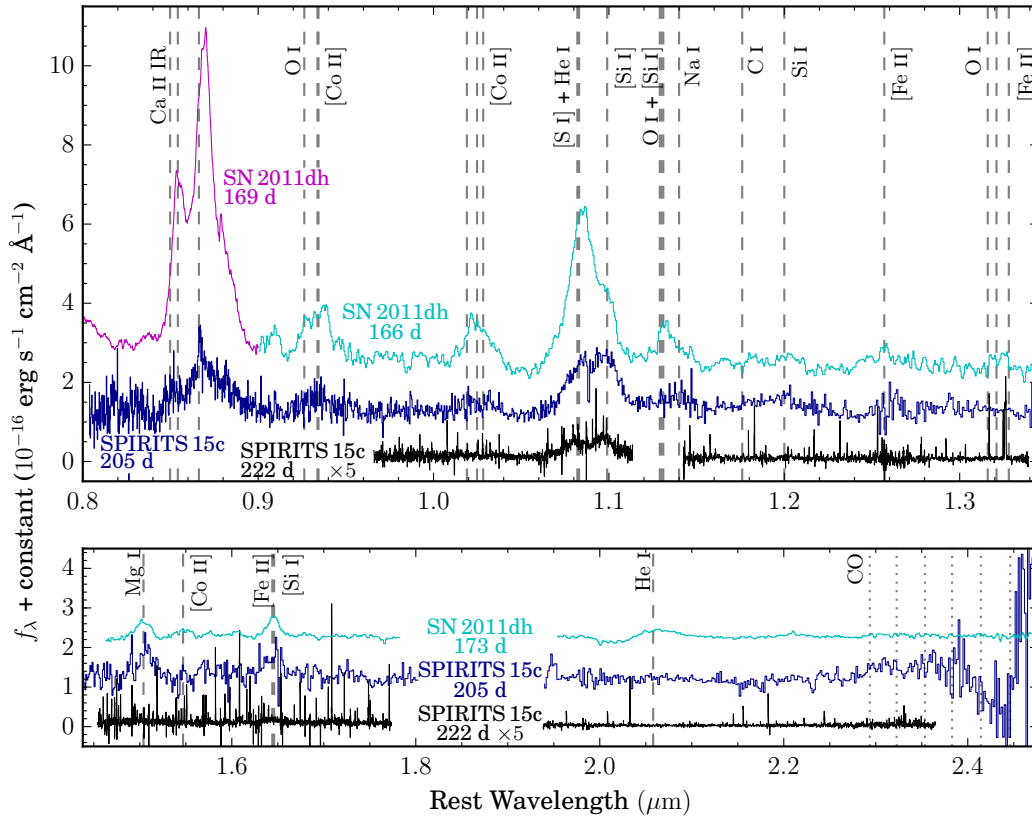 Ca II IR
O I
[Co II]
[Co II]
[S I] + He I
[Si I]
O I + [Si I]
Na I
C I
Si I
[Fe II]
O I
[Fe II]
10
8
6
4
2
0
SN 2011dh
169 d
SN 2011dh
166 d
SPIRITS 15c
205 d
SPIRITS 15c
222 d ×5
0.8 0.9 1.0 1.1 1.2 1.3
Mg I
[Co II]
[Fe II]
[Si I]
He I
CO
4
3
2
1
0
SN 2011dh
173 d
SPIRITS 15c
205 d
SPIRITS 15c
222 d ×5
1.6 1.8 2.0 2.2 2.4
Rest Wavelength (μm)
f_λ + constant (10⁻¹⁶ erg s⁻¹ cm⁻² Å⁻¹)